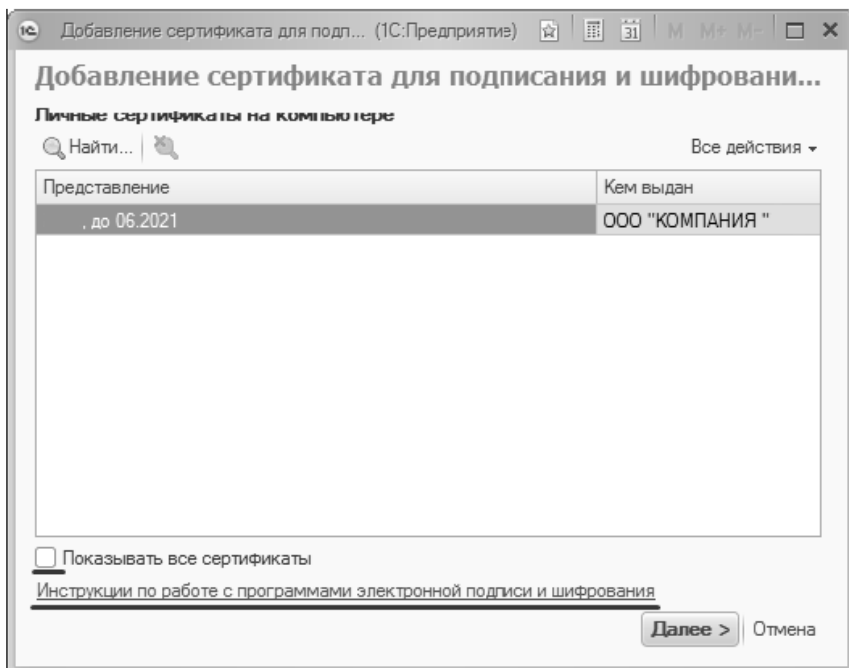 1С Добавление сертификата для подп... (1С:Предприятие) 31 M M+ M-
Добавление сертификата для подписания и шифровани...
Личные сертификаты на компьютере
Найти... Все действия
Представление Кем выдан
, до 06.2021 ООО "КОМПАНИЯ "
Показывать все сертификаты
Инструкции по работе с программами электронной подписи и шифрования
Далее > Отмена